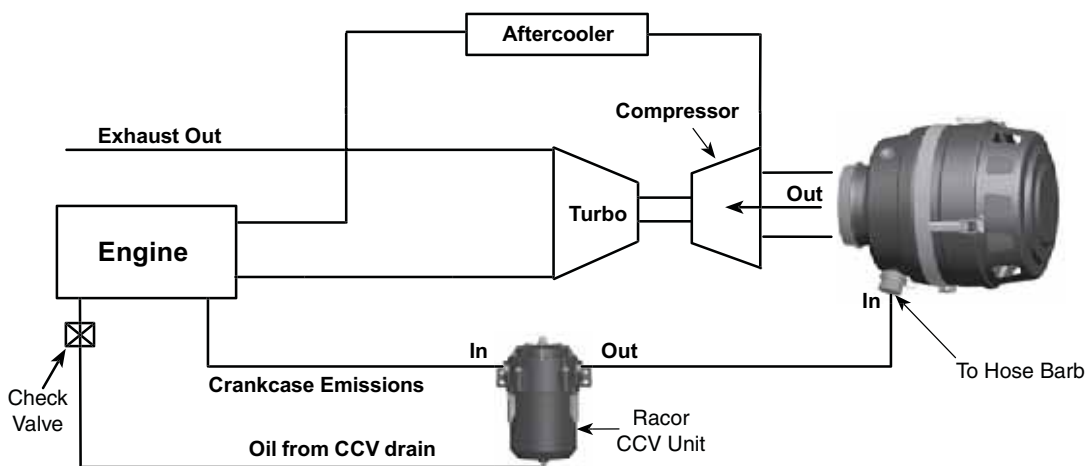 Aftercooler
Compressor
Exhaust Out
Out
Turbo
Engine
In
In
Out
To Hose Barb
Crankcase Emissions
Check
Valve
Racor
CCV Unit
Oil from CCV drain